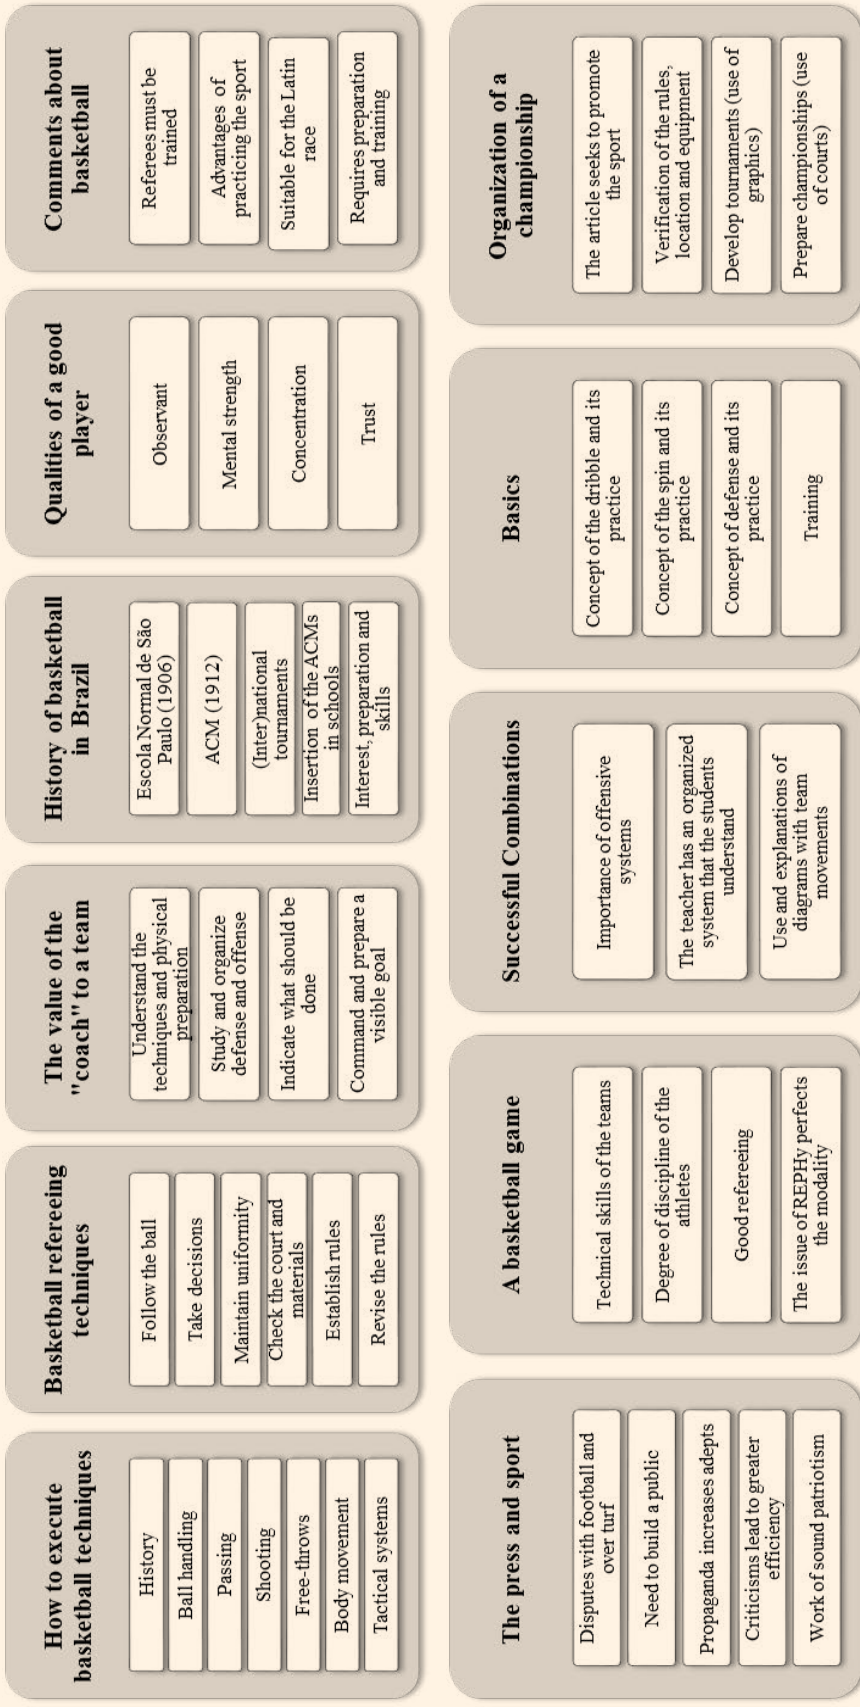 How to execute
basketball techniques
History
Ball handling
Passing
Shooting
Free-throws
Body movement
Tactical systems
Basketball refereeing
techniques
Follow the ball
Take decisions
Maintain uniformity
Check the court and
materials
Establish rules
Revise the rules
The value of the
"coach" to a team
Understand the
techniques and physical
preparation
Study and organize
defense and offense
Indicate what should be
done
Command and prepare a
visible goal
History of basketball
in Brazil
Escola Normal de São
Paulo (1906)
ACM (1912)
(Inter)national
tournaments
Insertion of the ACMs
in schools
Interest, preparation and
skills
Qualities of a good
player
Observant
Mental strength
Concentration
Trust
Comments about
basketball
Referees must be
trained
Advantages of
practicing the sport
Suitable for the Latin
race
Requires preparation
and training
The press and sport
Disputes with football and
over turf
Need to build a public
Propaganda increases adepts
Criticisms lead to greater
efficiency
Work of sound patriotism
A basketball game
Technical skills of the teams
Degree of discipline of the
athletes
Good refereeing
The issue of REPHy perfects
the modality
Successful Combinations
Importance of offensive
systems
The teacher has an organized
system that the students
understand
Use and explanations of
diagrams with team
movements
Basics
Concept of the dribble and its
practice
Concept of the spin and its
practice
Concept of defense and its
practice
Training
Organization of a
championship
The article seeks to promote
the sport
Verification of the rules,
location and equipment
Develop tournaments (use of
graphics)
Prepare championships (use
of courts)